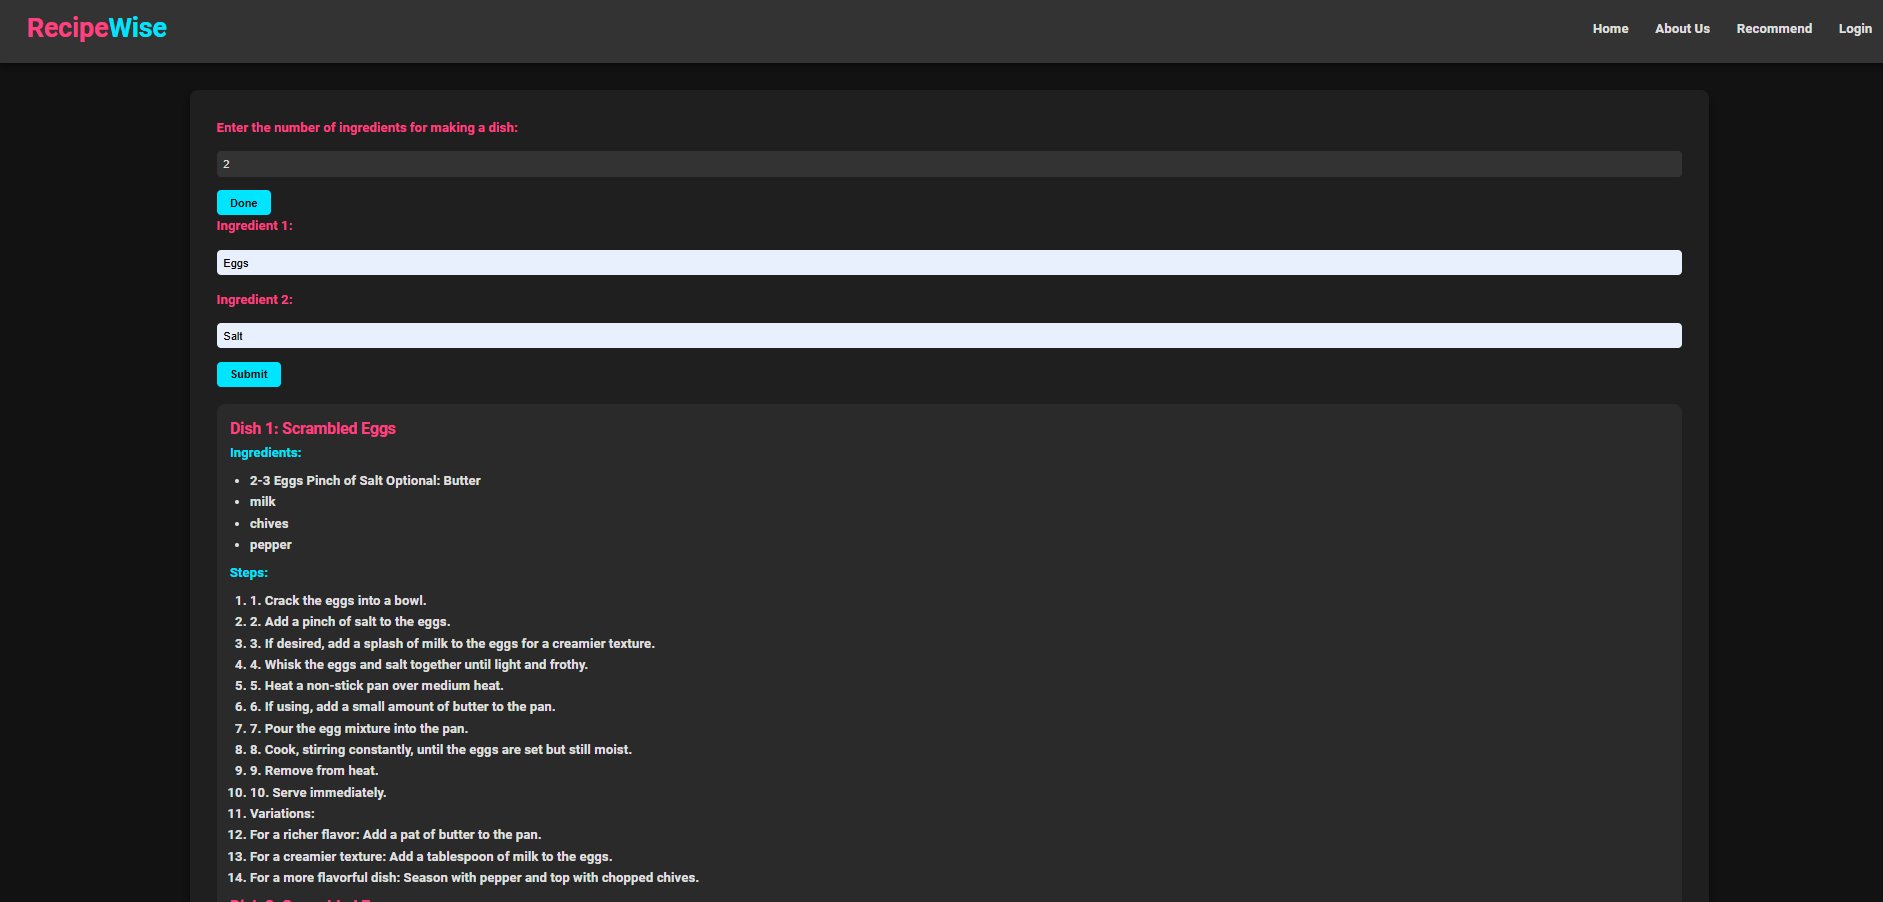 RecipeWise
Home About Us Recommend Login
Enter the number of ingredients for making a dish:
2
Done
Ingredient 1:
Eggs
Ingredient 2:
Salt
Submit
Dish 1: Scrambled Eggs
Ingredients:
• 2-3 Eggs Pinch of Salt Optional: Butter
• milk
• chives
• pepper
Steps:
1. 1. Crack the eggs into a bowl.
2. 2. Add a pinch of salt to the eggs.
3. 3. If desired, add a splash of milk to the eggs for a creamier texture.
4. 4. Whisk the eggs and salt together until light and frothy.
5. 5. Heat a non-stick pan over medium heat.
6. 6. If using, add a small amount of butter to the pan.
7. 7. Pour the egg mixture into the pan.
8. 8. Cook, stirring constantly, until the eggs are set but still moist.
9. 9. Remove from heat.
10. 10. Serve immediately.
11. Variations:
12. For a richer flavor: Add a pat of butter to the pan.
13. For a creamier texture: Add a tablespoon of milk to the eggs.
14. For a more flavorful dish: Season with pepper and top with chopped chives.